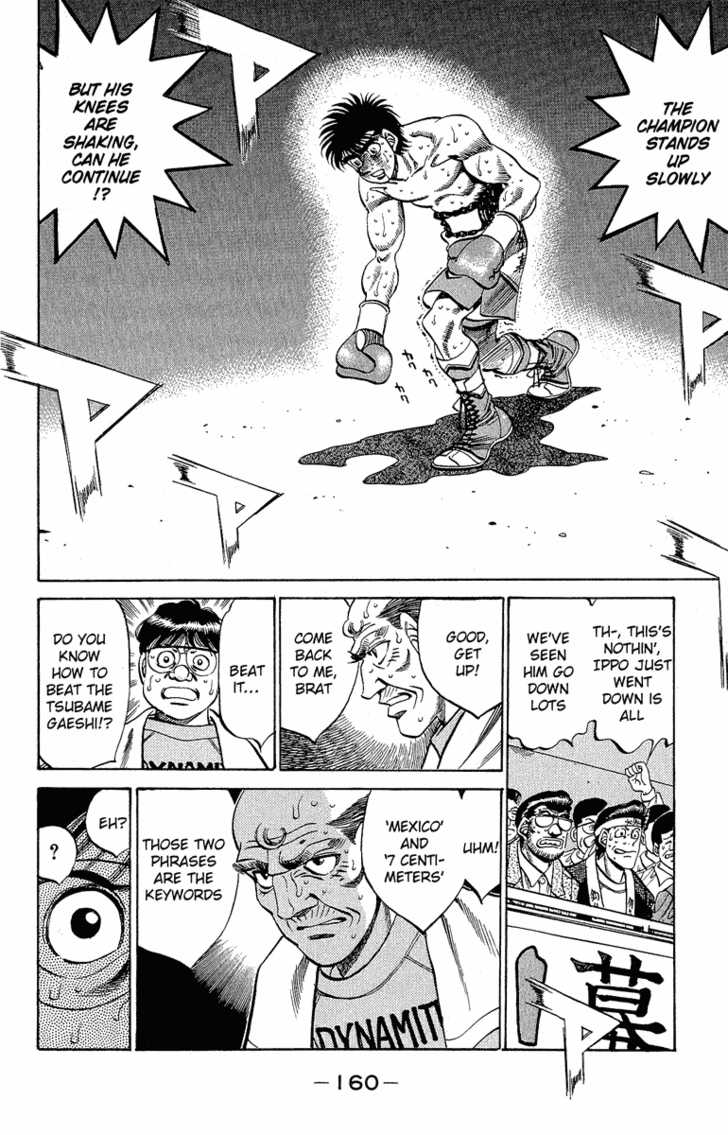 THE
CHAMPION
STANDS
UP
SLOWLY
BUT HIS
KNEES
ARE
SHAKING,
CAN HE
CONTINUE
!?
TH-, THIS'S
NOTHIN',
IPPO JUST
WENT
DOWN IS
ALL
WE'VE
SEEN
HIM GO
DOWN
LOTS
幕
GOOD,
GET
UP!
COME
BACK
TO ME,
BRAT
BEAT
IT...
DO YOU
KNOW
HOW TO
BEAT THE
TSUBAME
GAESHI!?
DYNAMI
UHM!
'MEXICO'
AND
'7 CENTI-
METERS'
THOSE TWO
PHRASES
ARE THE
KEYWORDS
DYNAMIT
EH?
?
-160-